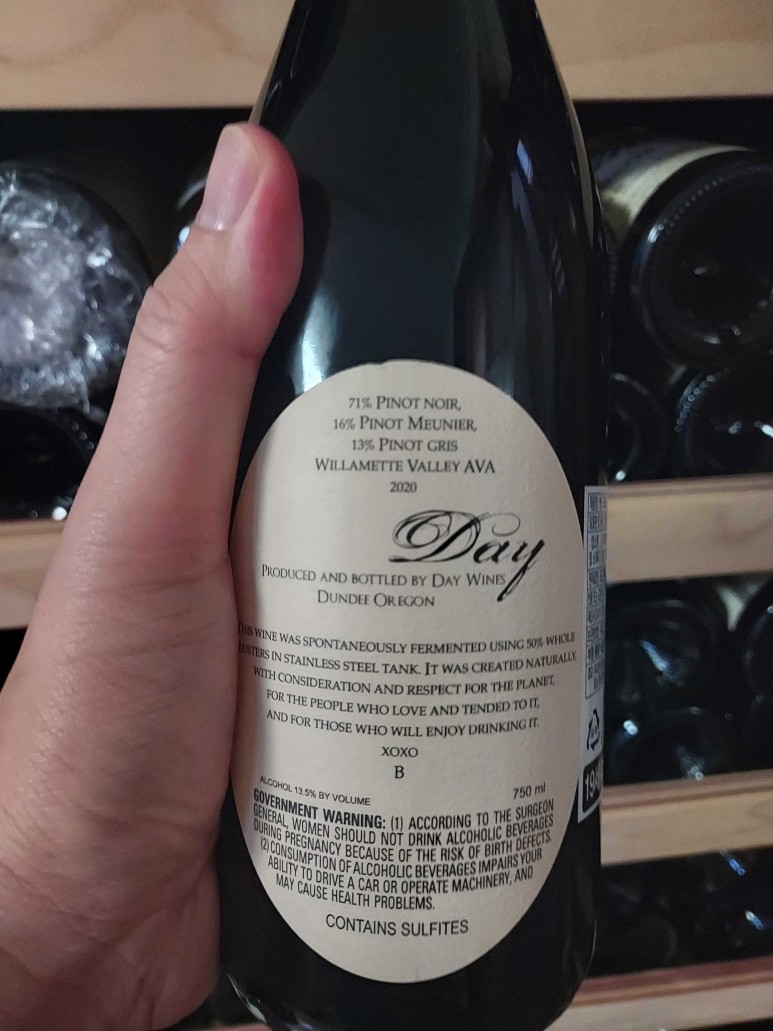 71% PINOT NOIR,
16% PINOT MEUNIER,
13% PINOT GRIS
WILLAMETTE VALLEY AVA
2020
Day
PRODUCED AND BOTTLED BY DAY WINES
DUNDEE OREGON
THIS WINE WAS SPONTANEOUSLY FERMENTED USING 50% WHOLE
CLUSTERS IN STAINLESS STEEL TANK. IT WAS CREATED NATURALLY,
WITH CONSIDERATION AND RESPECT FOR THE PLANET,
FOR THE PEOPLE WHO LOVE AND TENDED TO IT,
AND FOR THOSE WHO WILL ENJOY DRINKING IT.
XOXO
B
ALCOHOL 13.5% BY VOLUME 750 ml
GOVERNMENT WARNING: (1) ACCORDING TO THE SURGEON
GENERAL, WOMEN SHOULD NOT DRINK ALCOHOLIC BEVERAGES
DURING PREGNANCY BECAUSE OF THE RISK OF BIRTH DEFECTS.
(2) CONSUMPTION OF ALCOHOLIC BEVERAGES IMPAIRS YOUR
ABILITY TO DRIVE A CAR OR OPERATE MACHINERY, AND
MAY CAUSE HEALTH PROBLEMS.
CONTAINS SULFITES